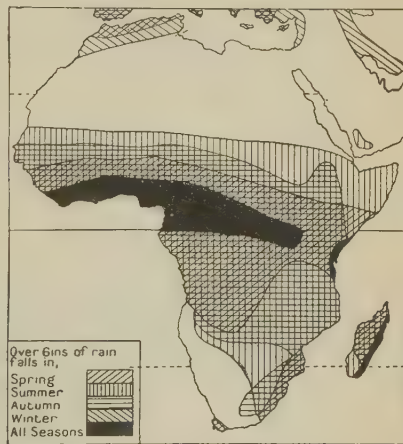 Over 6ins of rain
falls in,
Spring
Summer
Autumn
Winter
All Seasons